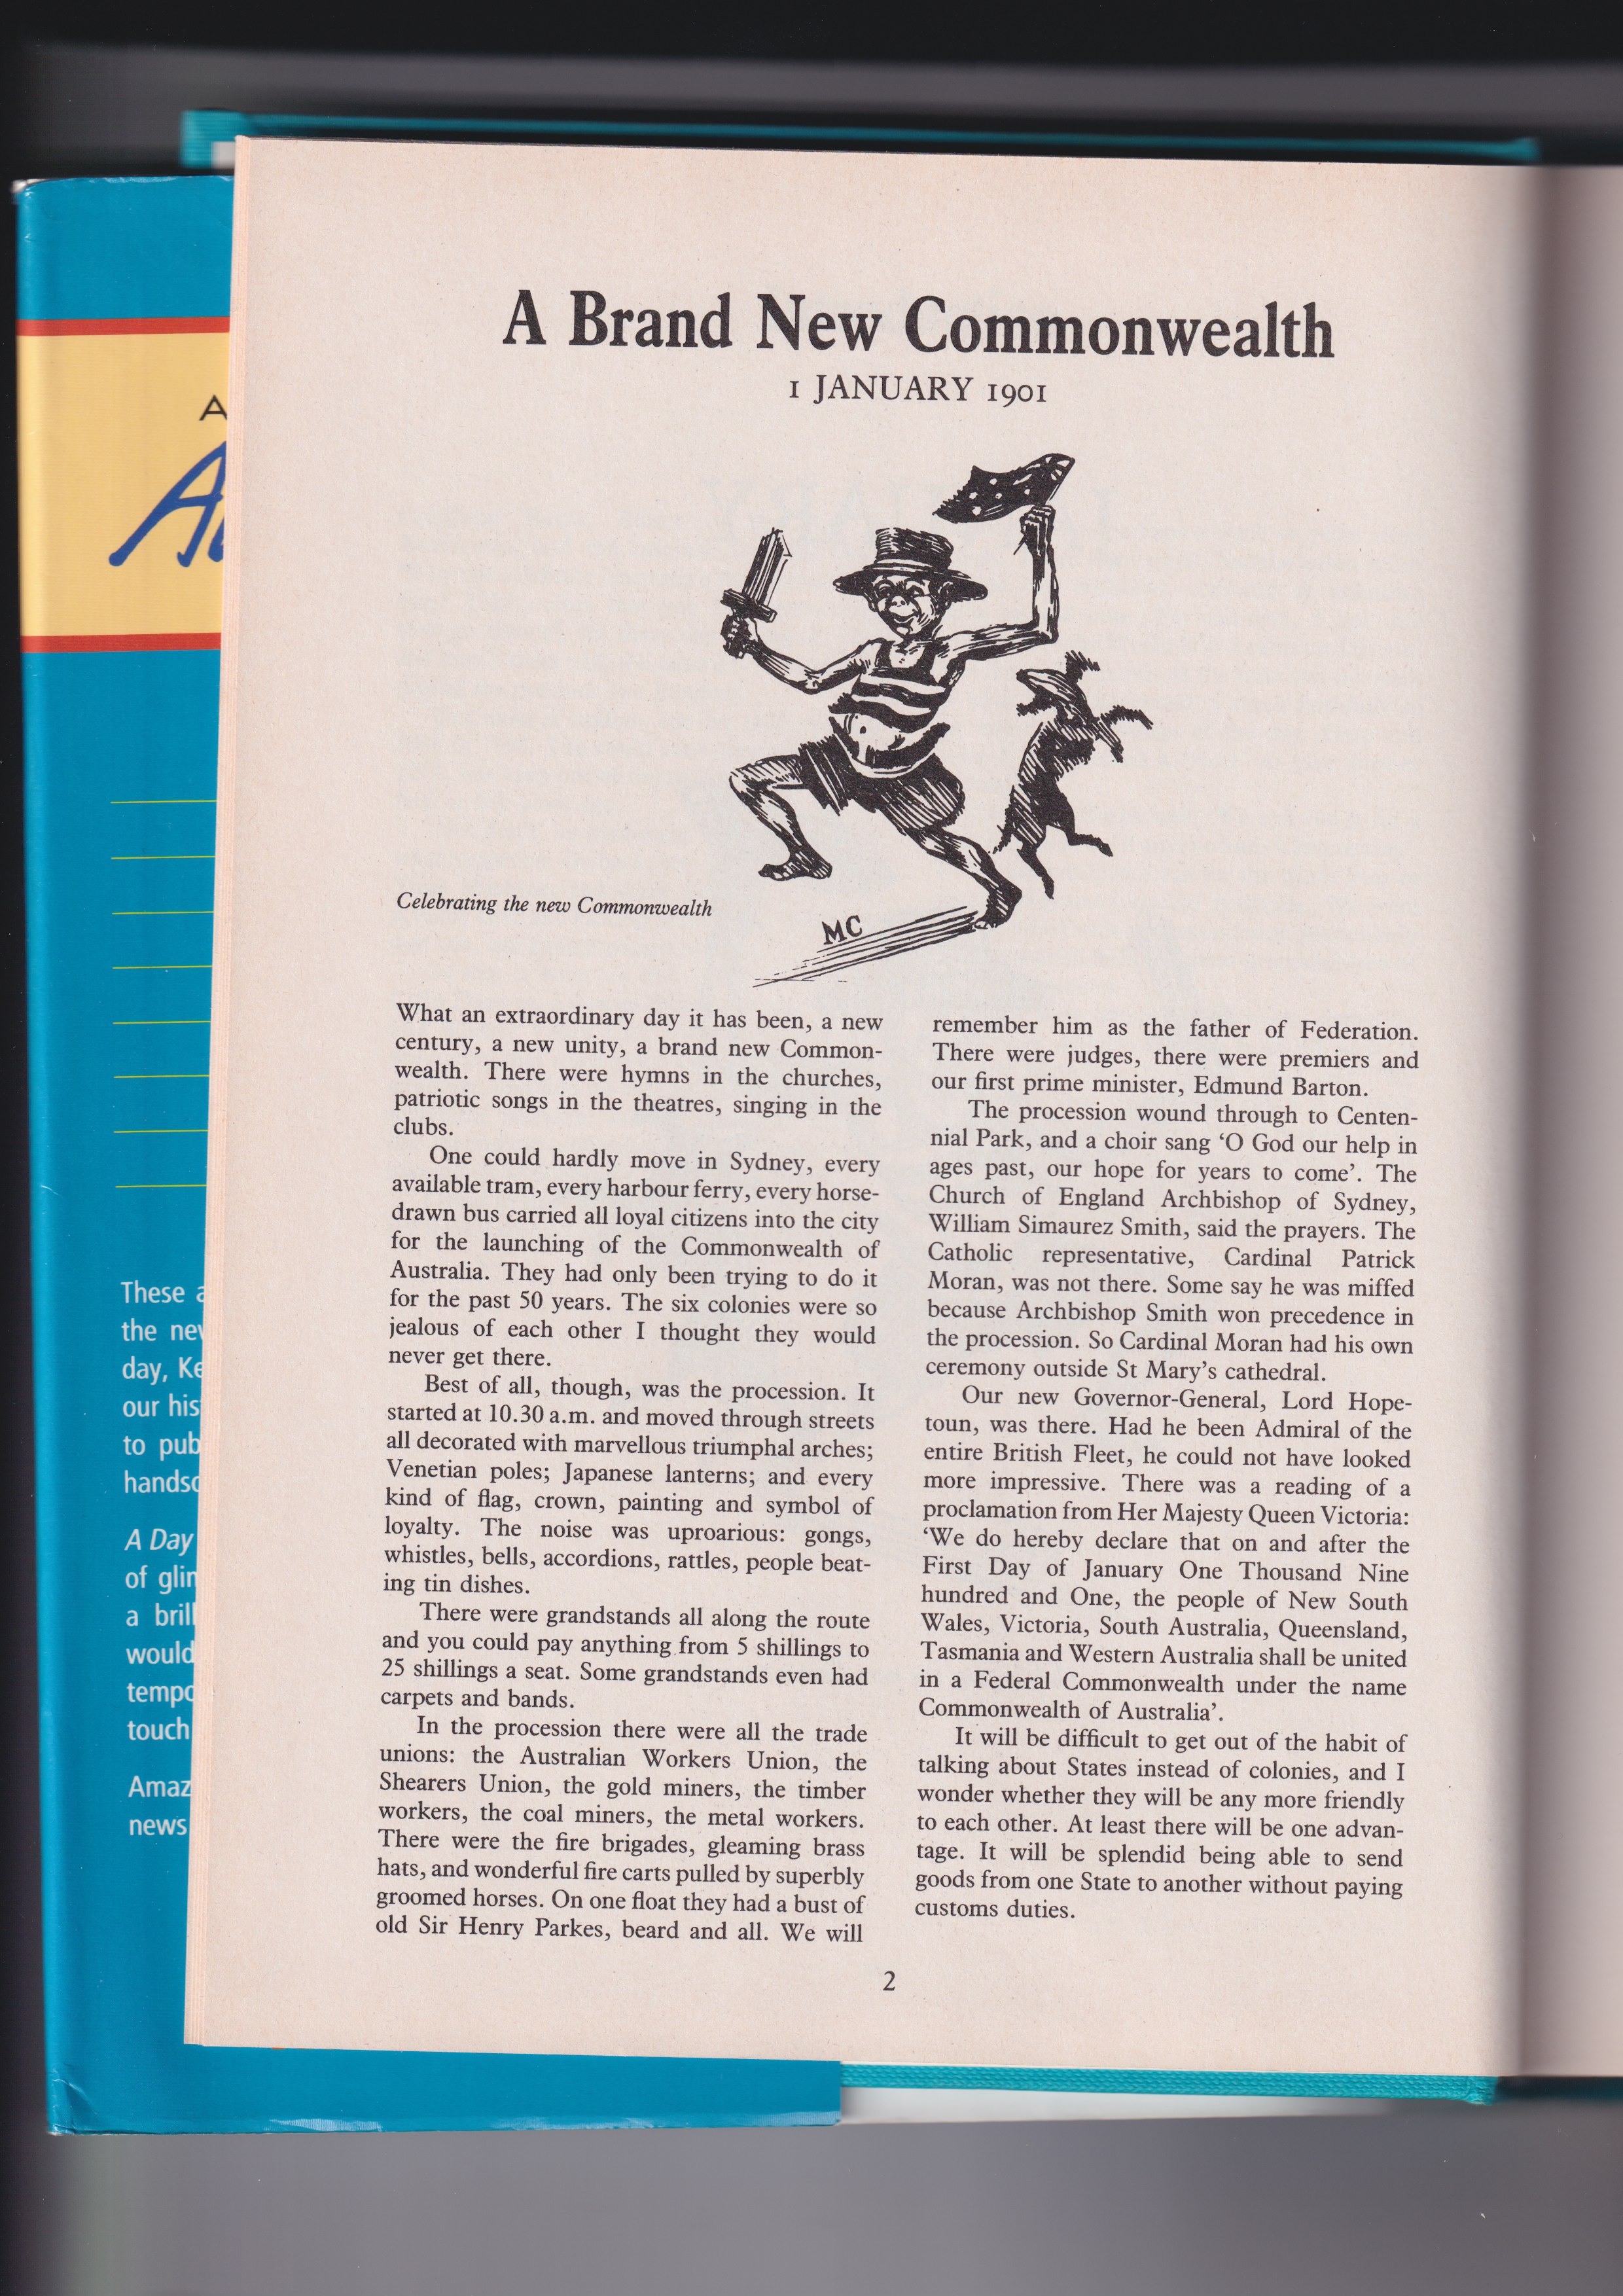 A Brand New Commonwealth
1 JANUARY 1901
MC
Celebrating the new Commonwealth
What an extraordinary day it has been, a new
century, a new unity, a brand new Common-
wealth. There were hymns in the churches,
patriotic songs in the theatres, singing in the
clubs.
One could hardly move in Sydney, every
available tram, every harbour ferry, every horse-
drawn bus carried all loyal citizens into the city
for the launching of the Commonwealth of
Australia. They had only been trying to do it
for the past 50 years. The six colonies were so
jealous of each other I thought they would
never get there.
Best of all, though, was the procession. It
started at 10.30 a.m. and moved through streets
all decorated with marvellous triumphal arches;
Venetian poles; Japanese lanterns; and every
kind of flag, crown, painting and symbol of
loyalty. The noise was uproarious: gongs,
whistles, bells, accordions, rattles, people beat-
ing tin dishes.
There were grandstands all along the route
and you could pay anything from 5 shillings to
25 shillings a seat. Some grandstands even had
carpets and bands.
In the procession there were all the trade
unions: the Australian Workers Union, the
Shearers Union, the gold miners, the timber
workers, the coal miners, the metal workers.
There were the fire brigades, gleaming brass
hats, and wonderful fire carts pulled by superbly
groomed horses. On one float they had a bust of
old Sir Henry Parkes, beard and all. We will
remember him as the father of Federation.
There were judges, there were premiers and
our first prime minister, Edmund Barton.
The procession wound through to Centen-
nial Park, and a choir sang ‘O God our help in
ages past, our hope for years to come’. The
Church of England Archbishop of Sydney,
William Simaurez Smith, said the prayers. The
Catholic representative, Cardinal Patrick
Moran, was not there. Some say he was miffed
because Archbishop Smith won precedence in
the procession. So Cardinal Moran had his own
ceremony outside St Mary’s cathedral.
Our new Governor-General, Lord Hope-
toun, was there. Had he been Admiral of the
entire British Fleet, he could not have looked
more impressive. There was a reading of a
proclamation from Her Majesty Queen Victoria:
‘We do hereby declare that on and after the
First Day of January One Thousand Nine
hundred and One, the people of New South
Wales, Victoria, South Australia, Queensland,
Tasmania and Western Australia shall be united
in a Federal Commonwealth under the name
Commonwealth of Australia’.
It will be difficult to get out of the habit of
talking about States instead of colonies, and I
wonder whether they will be any more friendly
to each other. At least there will be one advan-
tage. It will be splendid being able to send
goods from one State to another without paying
customs duties.
2
A
These
the
day,
our
to
A Day
of
a
would
touch
news